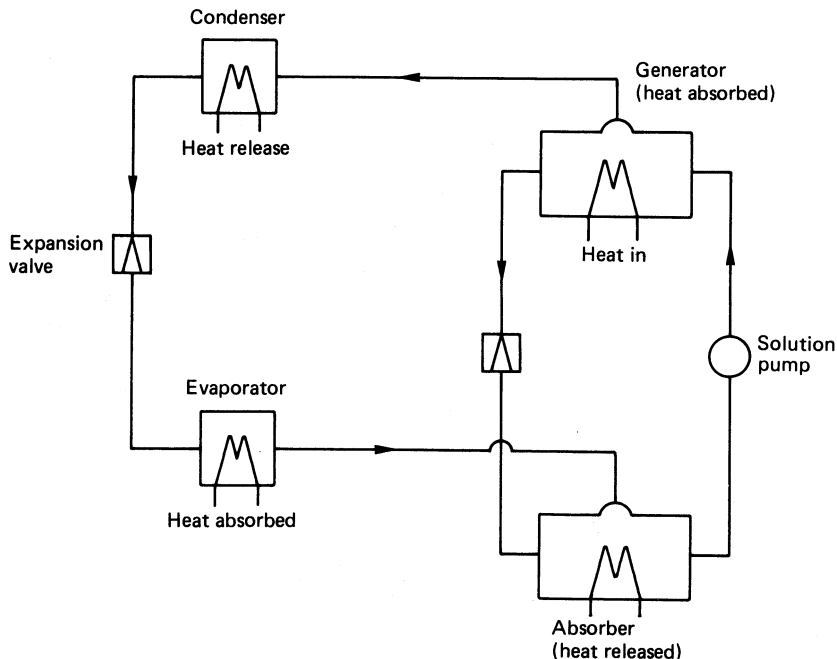 Condenser
Heat release
Generator
(heat absorbed)
Heat in
Expansion
valve
Solution
pump
Evaporator
Heat absorbed
Absorber
(heat released)